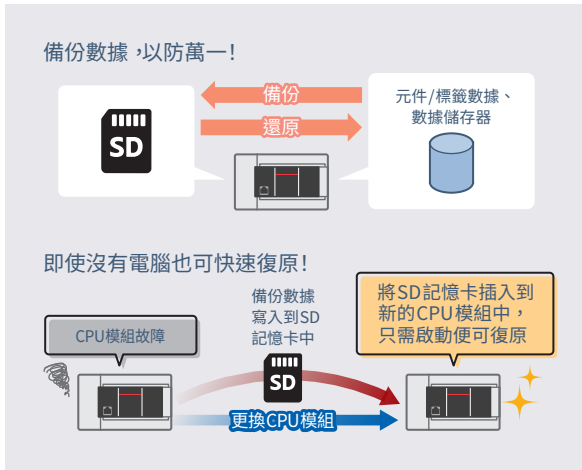 備份數據，以防萬一！
備份
還原
SD
元件/標籤數據、
數據儲存器
即使沒有電腦也可快速復原！
CPU模組故障
備份數據
寫入到SD
記憶卡中
SD
更換CPU模組
將SD記憶卡插入到
新的CPU模組中，
只需啟動便可復原